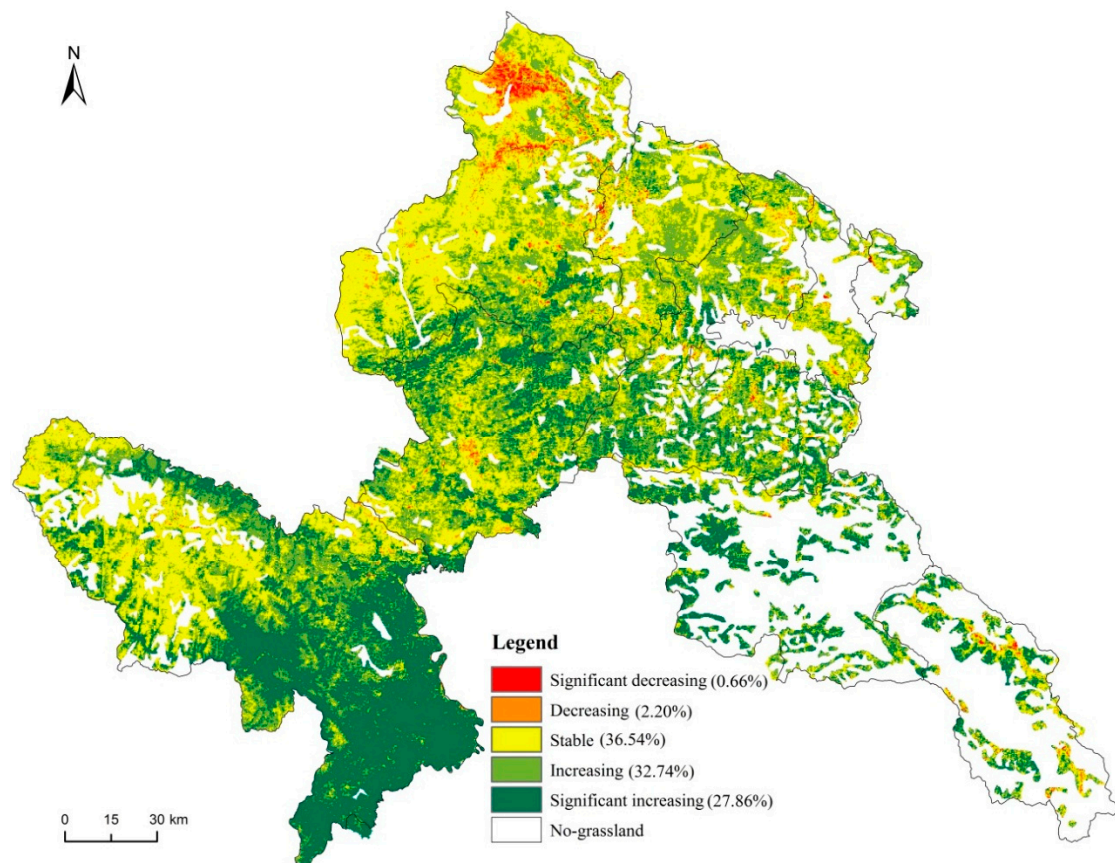 N
Legend
Significant decreasing (0.66%)
Decreasing (2.20%)
Stable (36.54%)
Increasing (32.74%)
Significant increasing (27.86%)
No-grassland
0 15 30 km